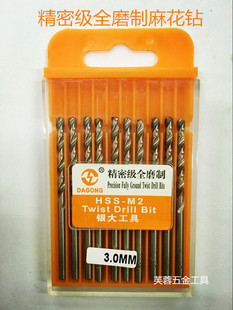 精密级全磨制麻花钻
DAGONG
精密级全磨制
Precision Fully Ground Twist Drill Bits
HSS-M2
Twist Drill Bit
银大工具
3.0MM
芙蓉五金工具